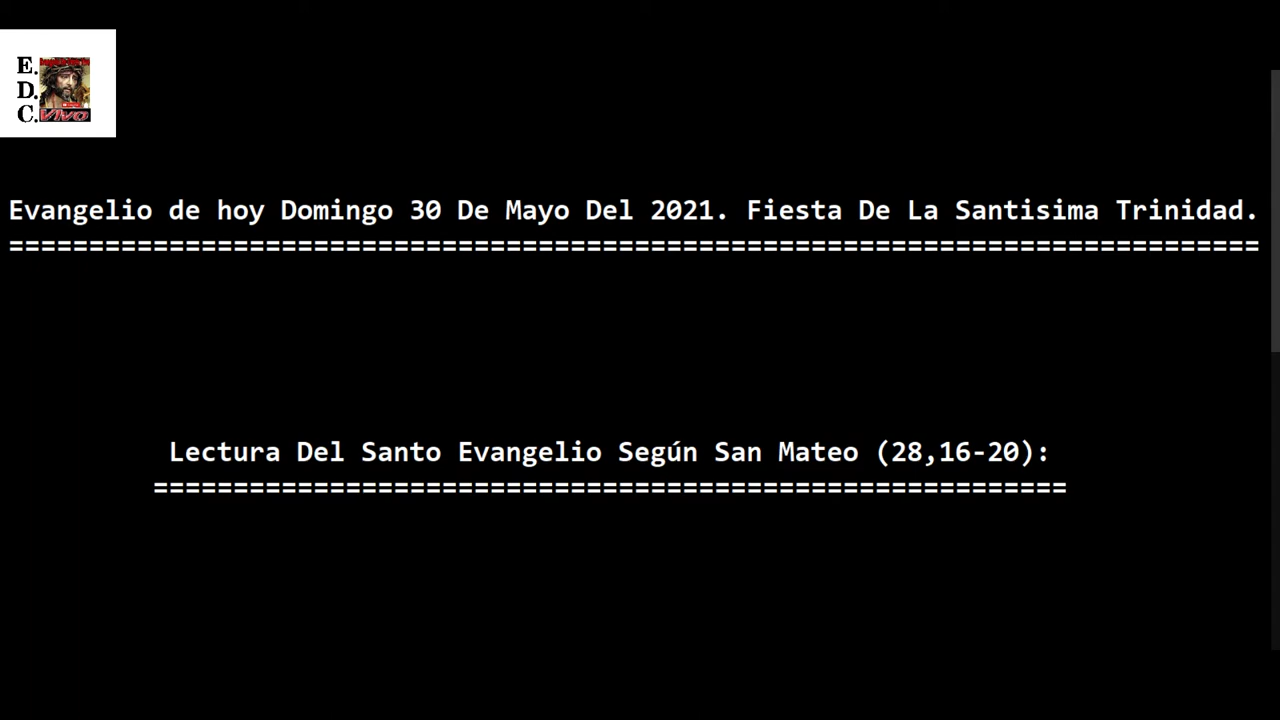 E.
D.
C.
Vivo
Evangelio de hoy Domingo 30 De Mayo Del 2021. Fiesta De La Santisima Trinidad.
==============================================================================
Lectura Del Santo Evangelio Según San Mateo (28,16-20):
=========================================================